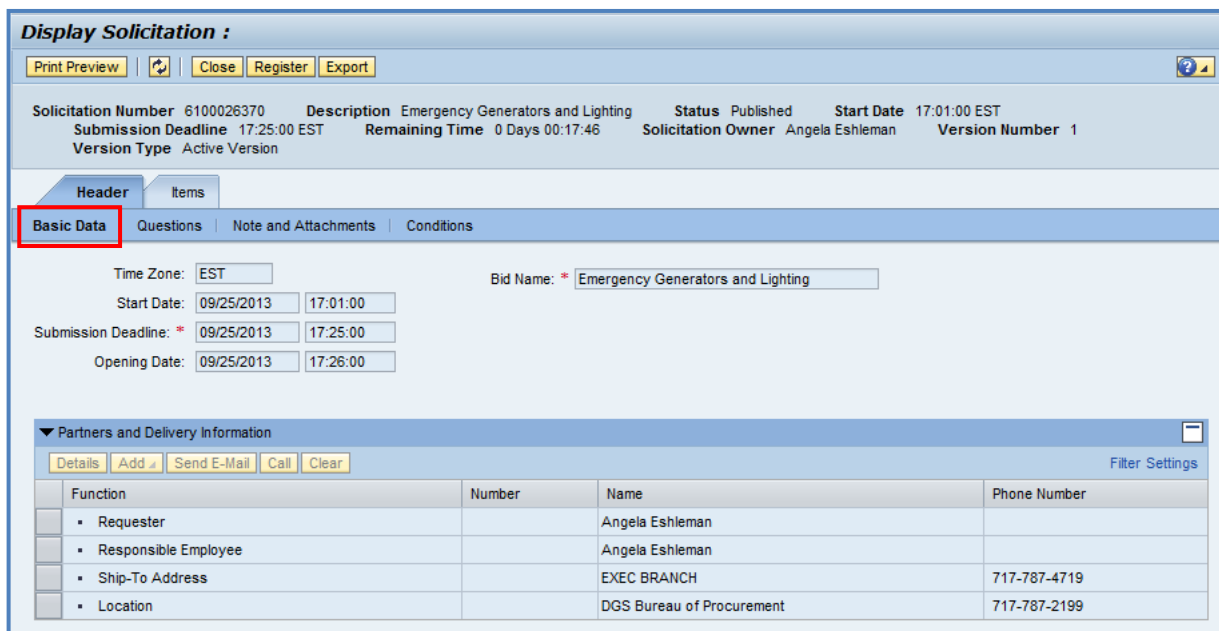 Display Solicitation :
Print Preview Close Register Export
Solicitation Number 6100026370 Description Emergency Generators and Lighting Status Published Start Date 17:01:00 EST
Submission Deadline 17:25:00 EST Remaining Time 0 Days 00:17:46 Solicitation Owner Angela Eshleman Version Number 1
Version Type Active Version
Header Items
Basic Data Questions Note and Attachments Conditions
Time Zone: EST Bid Name: * Emergency Generators and Lighting
Start Date: 09/25/2013 17:01:00
Submission Deadline: * 09/25/2013 17:25:00
Opening Date: 09/25/2013 17:26:00
Partners and Delivery Information
Details Add Send E-Mail Call Clear Filter Settings
Function Number Name Phone Number
Requester Angela Eshleman
Responsible Employee Angela Eshleman
Ship-To Address EXEC BRANCH 717-787-4719
Location DGS Bureau of Procurement 717-787-2199